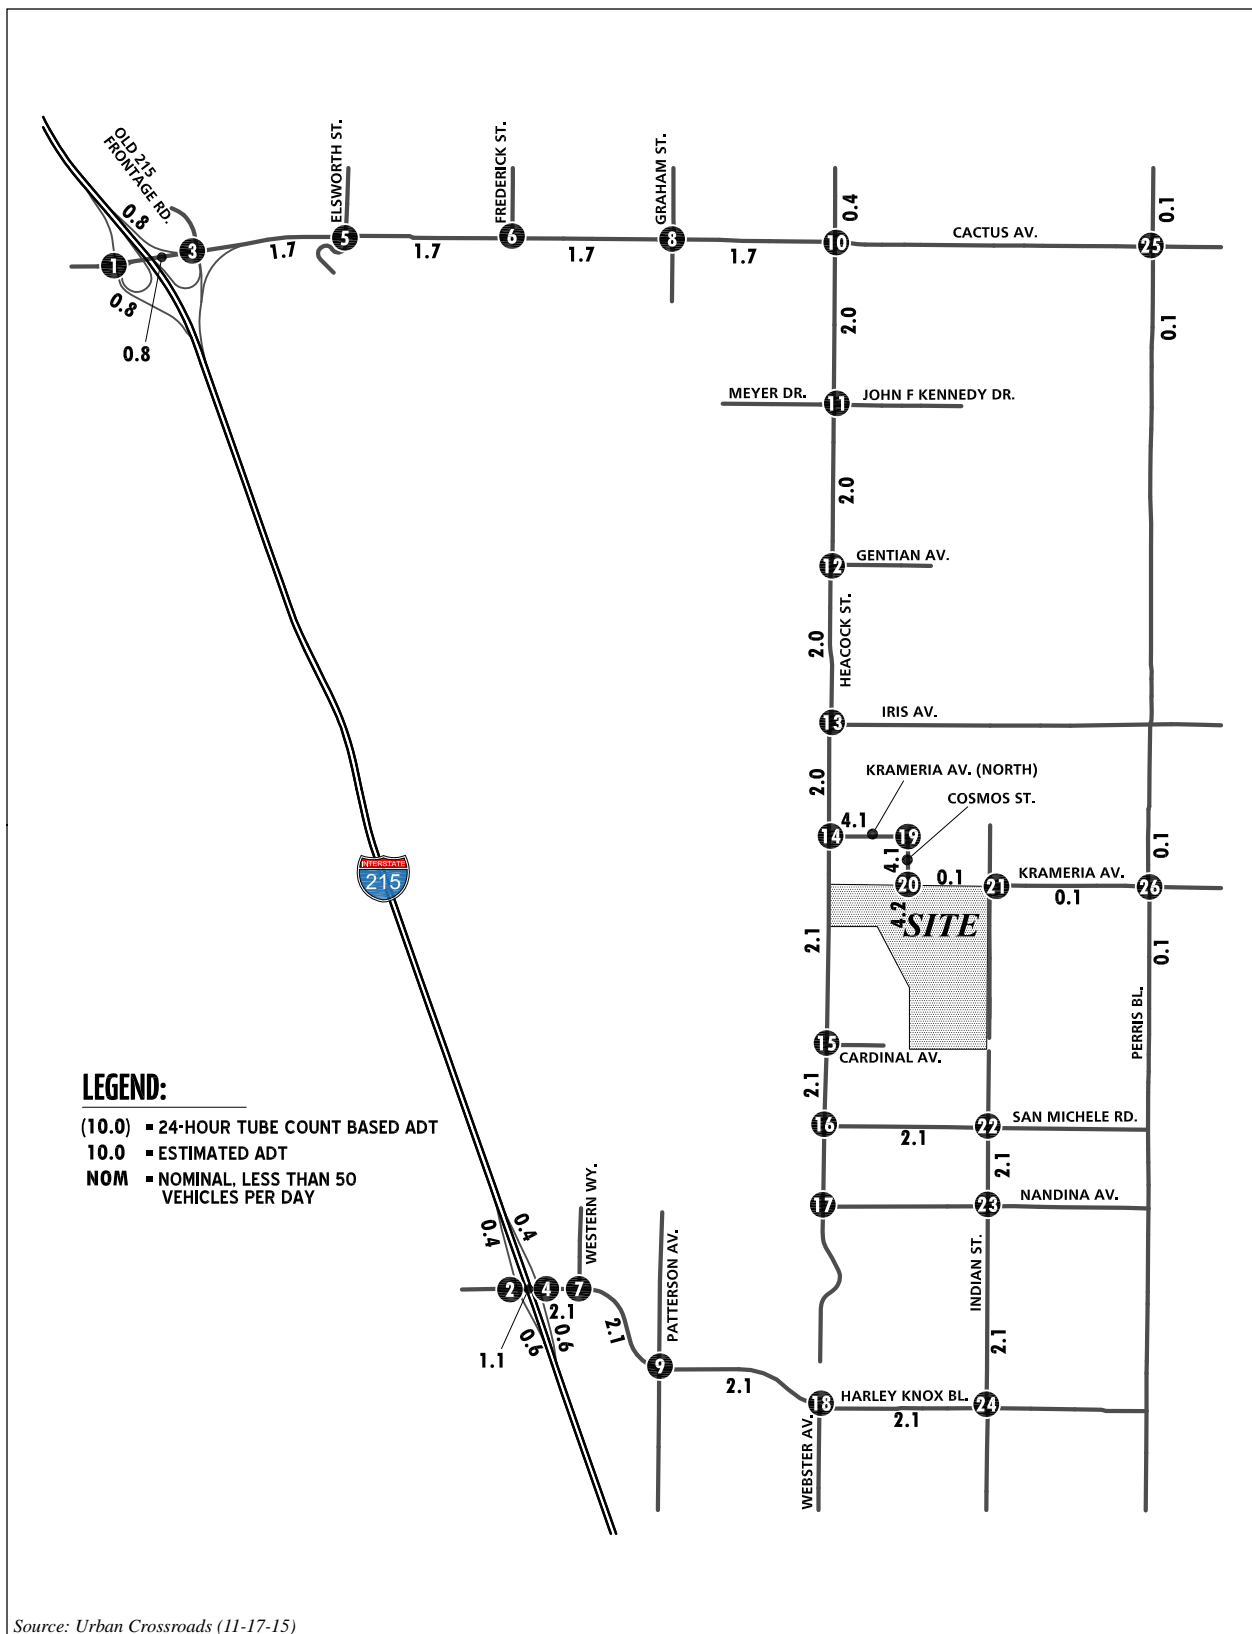 OLD 215
FRONTAGE RD.
ELSWORTH ST.
FREDERICK ST.
GRAHAM ST.
0.4
0.1
0.8
3
5
6
8
10
CACTUS AV.
25
1
1.7
1.7
1.7
1.7
0.8
0.8
2.0
0.1
MEYER DR.
11
JOHN F KENNEDY DR.
2.0
12
GENTIAN AV.
HEACOCK ST.
2.0
13
IRIS AV.
2.0
KRAMERIA AV. (NORTH)
COSMOS ST.
4.1
14
19
0.1
4.1
INTERSTATE
215
20
0.1
21
KRAMERIA AV.
0.1
26
4.2
SITE
2.1
0.1
PERRIS BL.
15
CARDINAL AV.
2.1
LEGEND:
(10.0) = 24-HOUR TUBE COUNT BASED ADT
10.0 = ESTIMATED ADT
NOM = NOMINAL, LESS THAN 50
VEHICLES PER DAY
16
2.1
22
SAN MICHELE RD.
2.1
17
23
NANDINA AV.
INDIAN ST.
WESTERN WY.
PATTERSON AV.
0.4
0.4
2
4
7
2.1
2.1
0.6
0.6
1.1
9
2.1
2.1
18
HARLEY KNOX BL.
24
2.1
WEBSTER AV.
Source: Urban Crossroads (11-17-15)